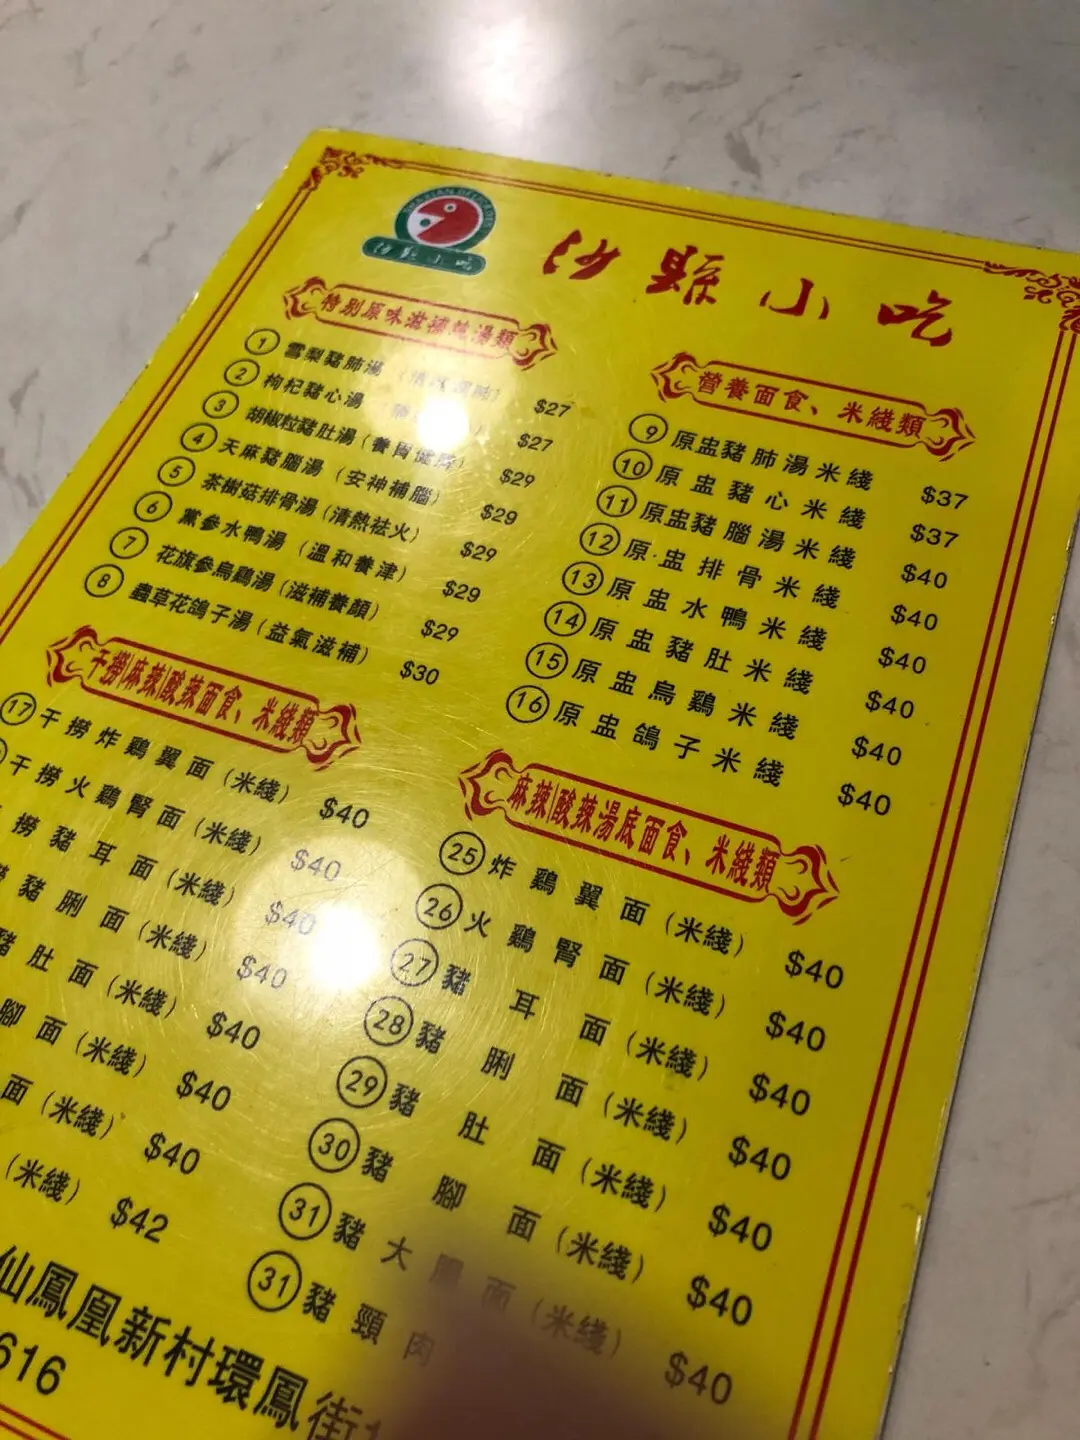 沙縣小吃
沙縣小吃
特别原味滋補炖湯類
① 雪梨豬肺湯 $27
② 枸杞豬心湯 $27
③ 胡椒粒豬肚湯(養胃健脾) $29
④ 天麻豬腦湯(安神補腦) $29
⑤ 茶樹菇排骨湯(清熱祛火) $29
⑥ 黨參水鴨湯(溫和養津) $29
⑦ 花旗參烏鷄湯(滋補養顏) $29
⑧ 蟲草花鴿子湯(益氣滋補) $30
營養面食、米綫類
⑨ 原盅豬肺湯米綫 $37
⑩ 原盅豬心米綫 $37
⑪ 原盅豬腦湯米綫 $40
⑫ 原·盅排骨米綫 $40
⑬ 原盅水鴨米綫 $40
⑭ 原盅豬肚米綫 $40
⑮ 原盅烏鷄米綫 $40
⑯ 原盅鴿子米綫 $40
干撈|麻辣|酸辣面食、米綫類
⑰ 干撈炸鷄翼面(米綫) $40
干撈火鷄腎面(米綫) $40
撈豬耳面(米綫) $40
豬脷面(米綫) $40
豬肚面(米綫) $40
腳面(米綫) $40
面(米綫) $40
(米綫) $42
麻辣|酸辣湯底面食、米綫類
㉕ 炸鷄翼面(米綫) $40
㉖ 火鷄腎面(米綫) $40
㉗ 豬耳面(米綫) $40
㉘ 豬脷面(米綫) $40
㉙ 豬肚面(米綫) $40
㉚ 豬腳面(米綫) $40
㉛ 豬大腸面(米綫) $40
㉛ 豬頸肉
仙鳳凰新村環鳳街
616